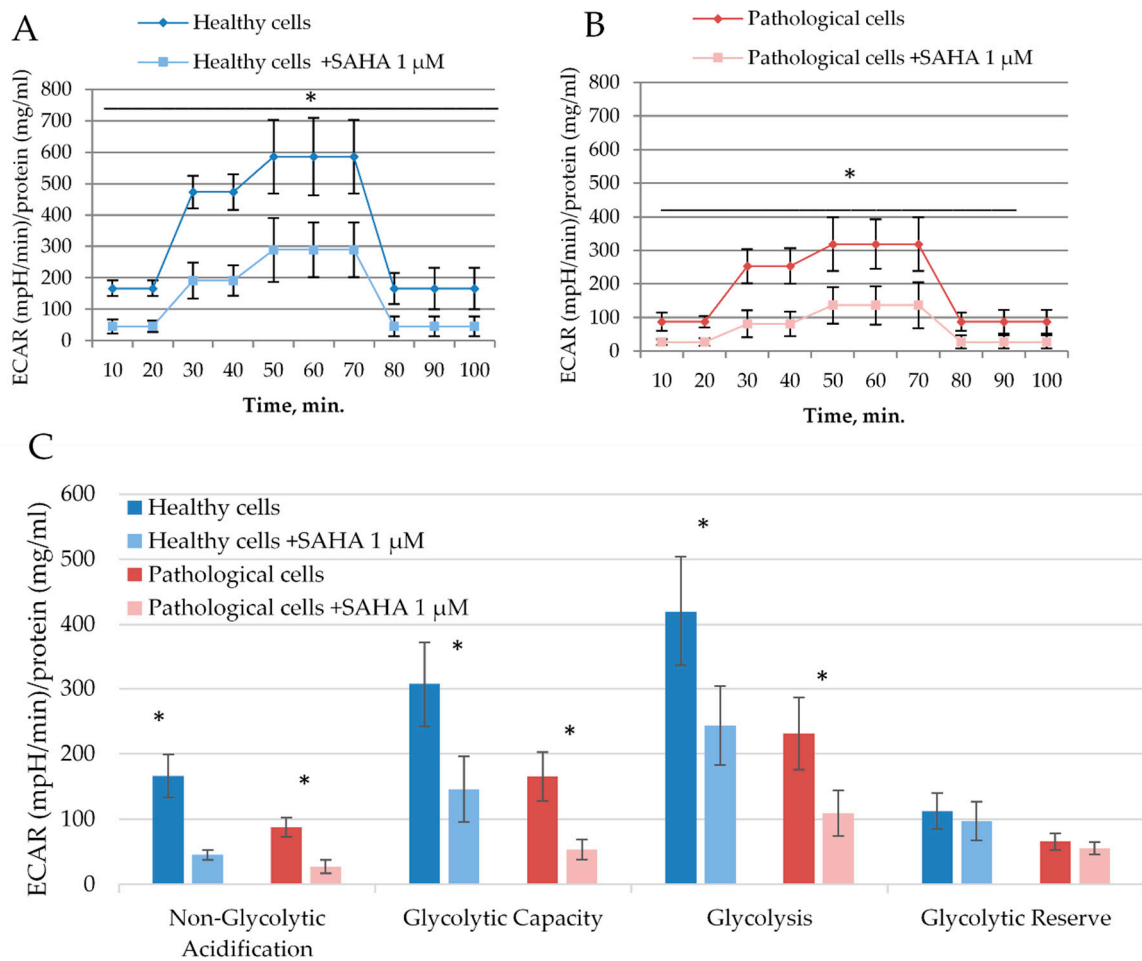 A
Healthy cells
Healthy cells +SAHA 1 µM
ECAR (mpH/min)/protein (mg/ml)
800
700
600
500
400
300
200
100
0
*
10 20 30 40 50 60 70 80 90 100
Time, min.
B
Pathological cells
Pathological cells +SAHA 1 µM
ECAR (mpH/min)/protein (mg/ml)
800
700
600
500
400
300
200
100
0
*
10 20 30 40 50 60 70 80 90 100
Time, min.
C
ECAR (mpH/min)/protein (mg/ml)
600
500
400
300
200
100
0
Healthy cells
Healthy cells +SAHA 1 µM
Pathological cells
Pathological cells +SAHA 1 µM
* * * * * *
Non-Glycolytic
Acidification
Glycolytic Capacity
Glycolysis
Glycolytic Reserve